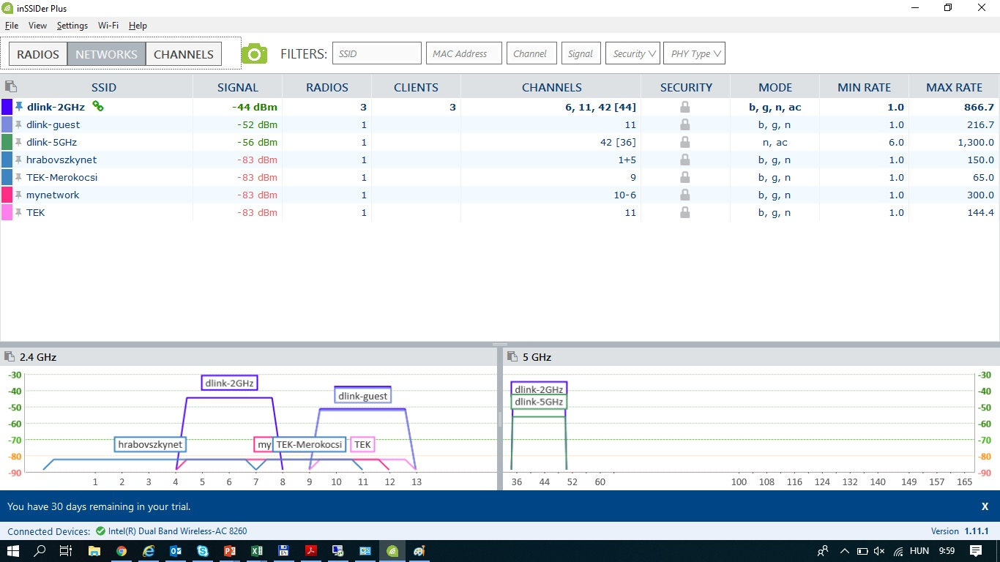 inSSIDer Plus
File View Settings Wi-Fi Help
RADIOS NETWORKS CHANNELS FILTERS: SSID MAC Address Channel Signal Security PHY Type
SSID SIGNAL RADIOS CLIENTS CHANNELS SECURITY MODE MIN RATE MAX RATE
dlink-2GHz -44 dBm 3 3 6, 11, 42 [44] b, g, n, ac 1.0 866.7
dlink-guest -52 dBm 1 11 b, g, n 1.0 216.7
dlink-5GHz -56 dBm 1 42 [36] n, ac 6.0 1,300.0
hrabovszkynet -83 dBm 1 1+5 b, g, n 1.0 150.0
TEK-Merokocsi -83 dBm 1 9 b, g, n 1.0 65.0
mynetwork -83 dBm 1 10-6 b, g, n 1.0 300.0
TEK -83 dBm 1 11 b, g, n 1.0 144.4
2.4 GHz
-30
-40
-50
-60
-70
-80
-90
dlink-2GHz
dlink-guest
hrabovszkynet my TEK-Merokocsi TEK
1 2 3 4 5 6 7 8 9 10 11 12 13
5 GHz
dlink-2GHz
dlink-5GHz
-30
-40
-50
-60
-70
-80
-90
36 44 52 60 100 108 116 124 132 140 149 157 165
You have 30 days remaining in your trial. X
Connected Devices: Intel(R) Dual Band Wireless-AC 8260 Version 1.11.1
64 HUN 9:59